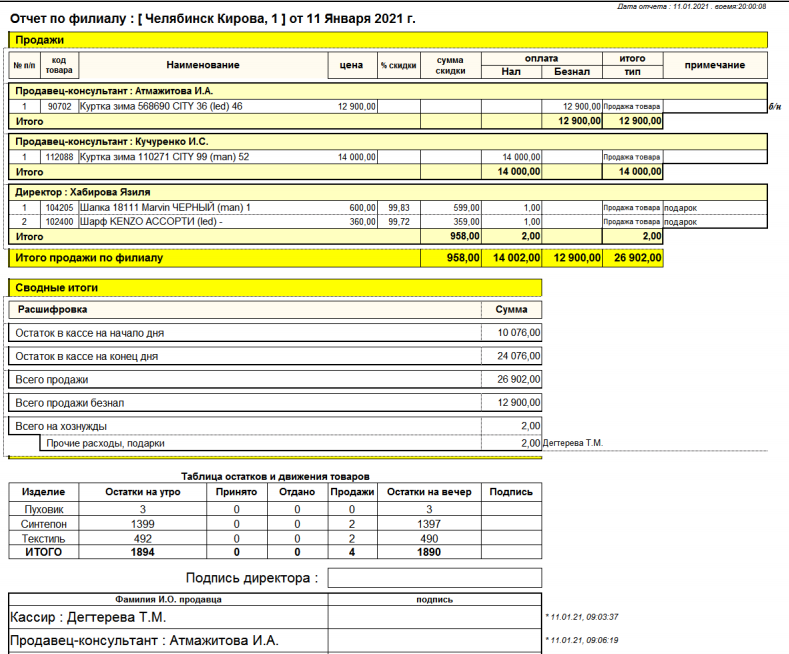 Дата отчета : 11.01.2021 . время:20:00:08
Отчет по филиалу : [ Челябинск Кирова, 1 ] от 11 Января 2021 г.
Продажи
№ п/п код товара Наименование цена % скидки сумма скидки оплата итого примечание
Нал Безнал тип
Продавец-консультант : Атмажитова И.А.
1 90702 Куртка зима 568690 CITY 36 (led) 46 12 900,00 12 900,00 Продажа товара б/н
Итого 12 900,00 12 900,00
Продавец-консультант : Кучуренко И.С.
1 112088 Куртка зима 110271 CITY 99 (man) 52 14 000,00 14 000,00 Продажа товара
Итого 14 000,00 14 000,00
Директор : Хабирова Язиля
1 104205 Шапка 18111 Marvin ЧЕРНЫЙ (man) 1 600,00 99,83 599,00 1,00 Продажа товара подарок
2 102400 Шарф KENZO АССОРТИ (led) - 360,00 99,72 359,00 1,00 Продажа товара подарок
Итого 958,00 2,00 2,00
Итого продажи по филиалу 958,00 14 002,00 12 900,00 26 902,00
Сводные итоги
Расшифровка Сумма
Остаток в кассе на начало дня 10 076,00
Остаток в кассе на конец дня 24 076,00
Всего продажи 26 902,00
Всего продажи безнал 12 900,00
Всего на хознужды 2,00
Прочие расходы, подарки 2,00 Дегтерева Т.М.
Таблица остатков и движения товаров
Изделие Остатки на утро Принято Отдано Продажи Остатки на вечер Подпись
Пуховик 3 0 0 0 3
Синтепон 1399 0 0 2 1397
Текстиль 492 0 0 2 490
ИТОГО 1894 0 0 4 1890
Подпись директора :
Фамилия И.О. продавца подпись
Кассир : Дегтерева Т.М. * 11.01.21, 09:03:37
Продавец-консультант : Атмажитова И.А. * 11.01.21, 09:06:19